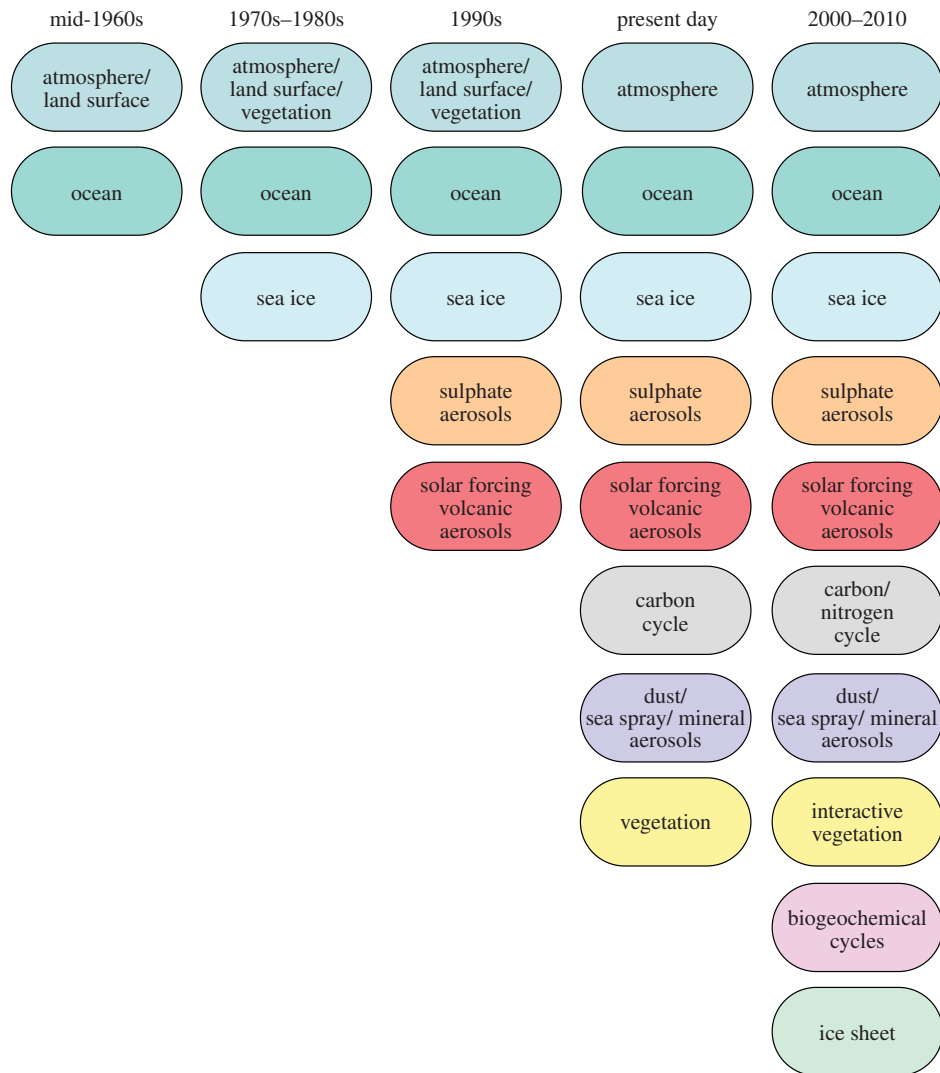 mid-1960s 1970s–1980s 1990s present day 2000–2010
atmosphere/
land surface
atmosphere/
land surface/
vegetation
atmosphere/
land surface/
vegetation
atmosphere
atmosphere
ocean ocean ocean ocean ocean
sea ice sea ice sea ice sea ice
sulphate
aerosols
sulphate
aerosols
sulphate
aerosols
solar forcing
volcanic
aerosols
solar forcing
volcanic
aerosols
solar forcing
volcanic
aerosols
carbon
cycle
carbon/
nitrogen
cycle
dust/
sea spray/ mineral
aerosols
dust/
sea spray/ mineral
aerosols
vegetation
interactive
vegetation
biogeochemical
cycles
ice sheet